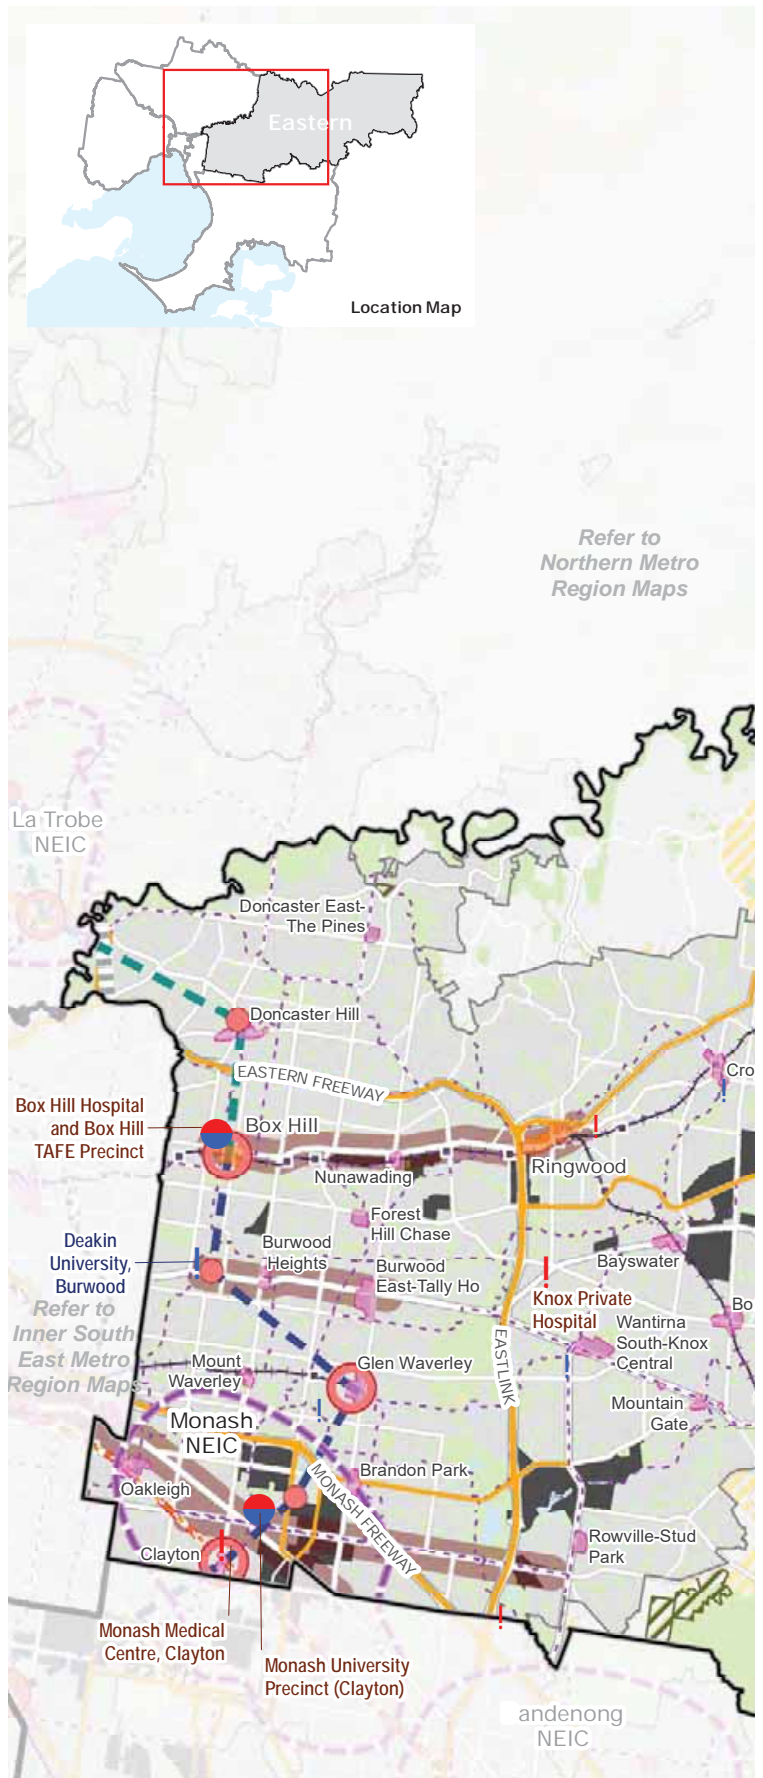 Eastern
Location Map
Refer to
Northern Metro
Region Maps
La Trobe
NEIC
Doncaster East-
The Pines
Doncaster Hill
EASTERN FREEWAY
Cro
Box Hill Hospital
and Box Hill
TAFE Precinct
Box Hill
Ringwood
Nunawading
Forest
Hill Chase
Deakin
University,
Burwood
Burwood
Heights
Burwood
East-Tally Ho
Bayswater
Knox Private
Hospital
Bo
Refer to
Inner South
East Metro
Region Maps
Wantirna
South-Knox
Central
EASTLINK
Mount
Waverley
Glen Waverley
Mountain
Gate
Monash
NEIC
Oakleigh
Brandon Park
MONASH FREEWAY
Clayton
Rowville-Stud
Park
Monash Medical
Centre, Clayton
Monash University
Precinct (Clayton)
andenong
NEIC